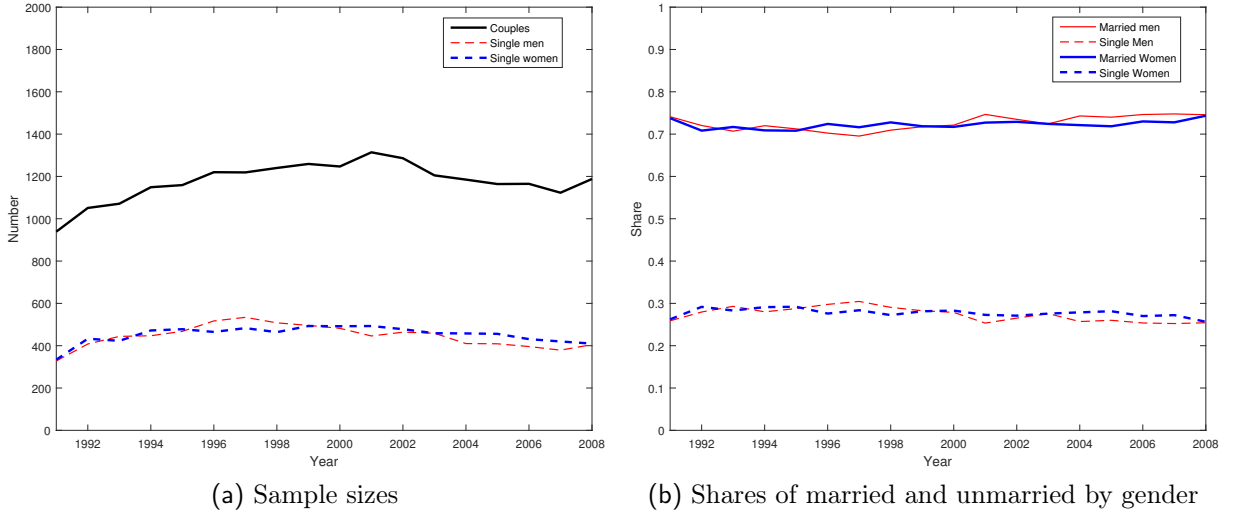 2000
1800
1600
1400
1200
1000
800
600
400
200
0
Number
Couples
Single men
Single women
1992 1994 1996 1998 2000 2002 2004 2006 2008
Year
(a) Sample sizes
1
0.9
0.8
0.7
0.6
0.5
0.4
0.3
0.2
0.1
0
Share
Married men
Single Men
Married Women
Single Women
1992 1994 1996 1998 2000 2002 2004 2006 2008
Year
(b) Shares of married and unmarried by gender